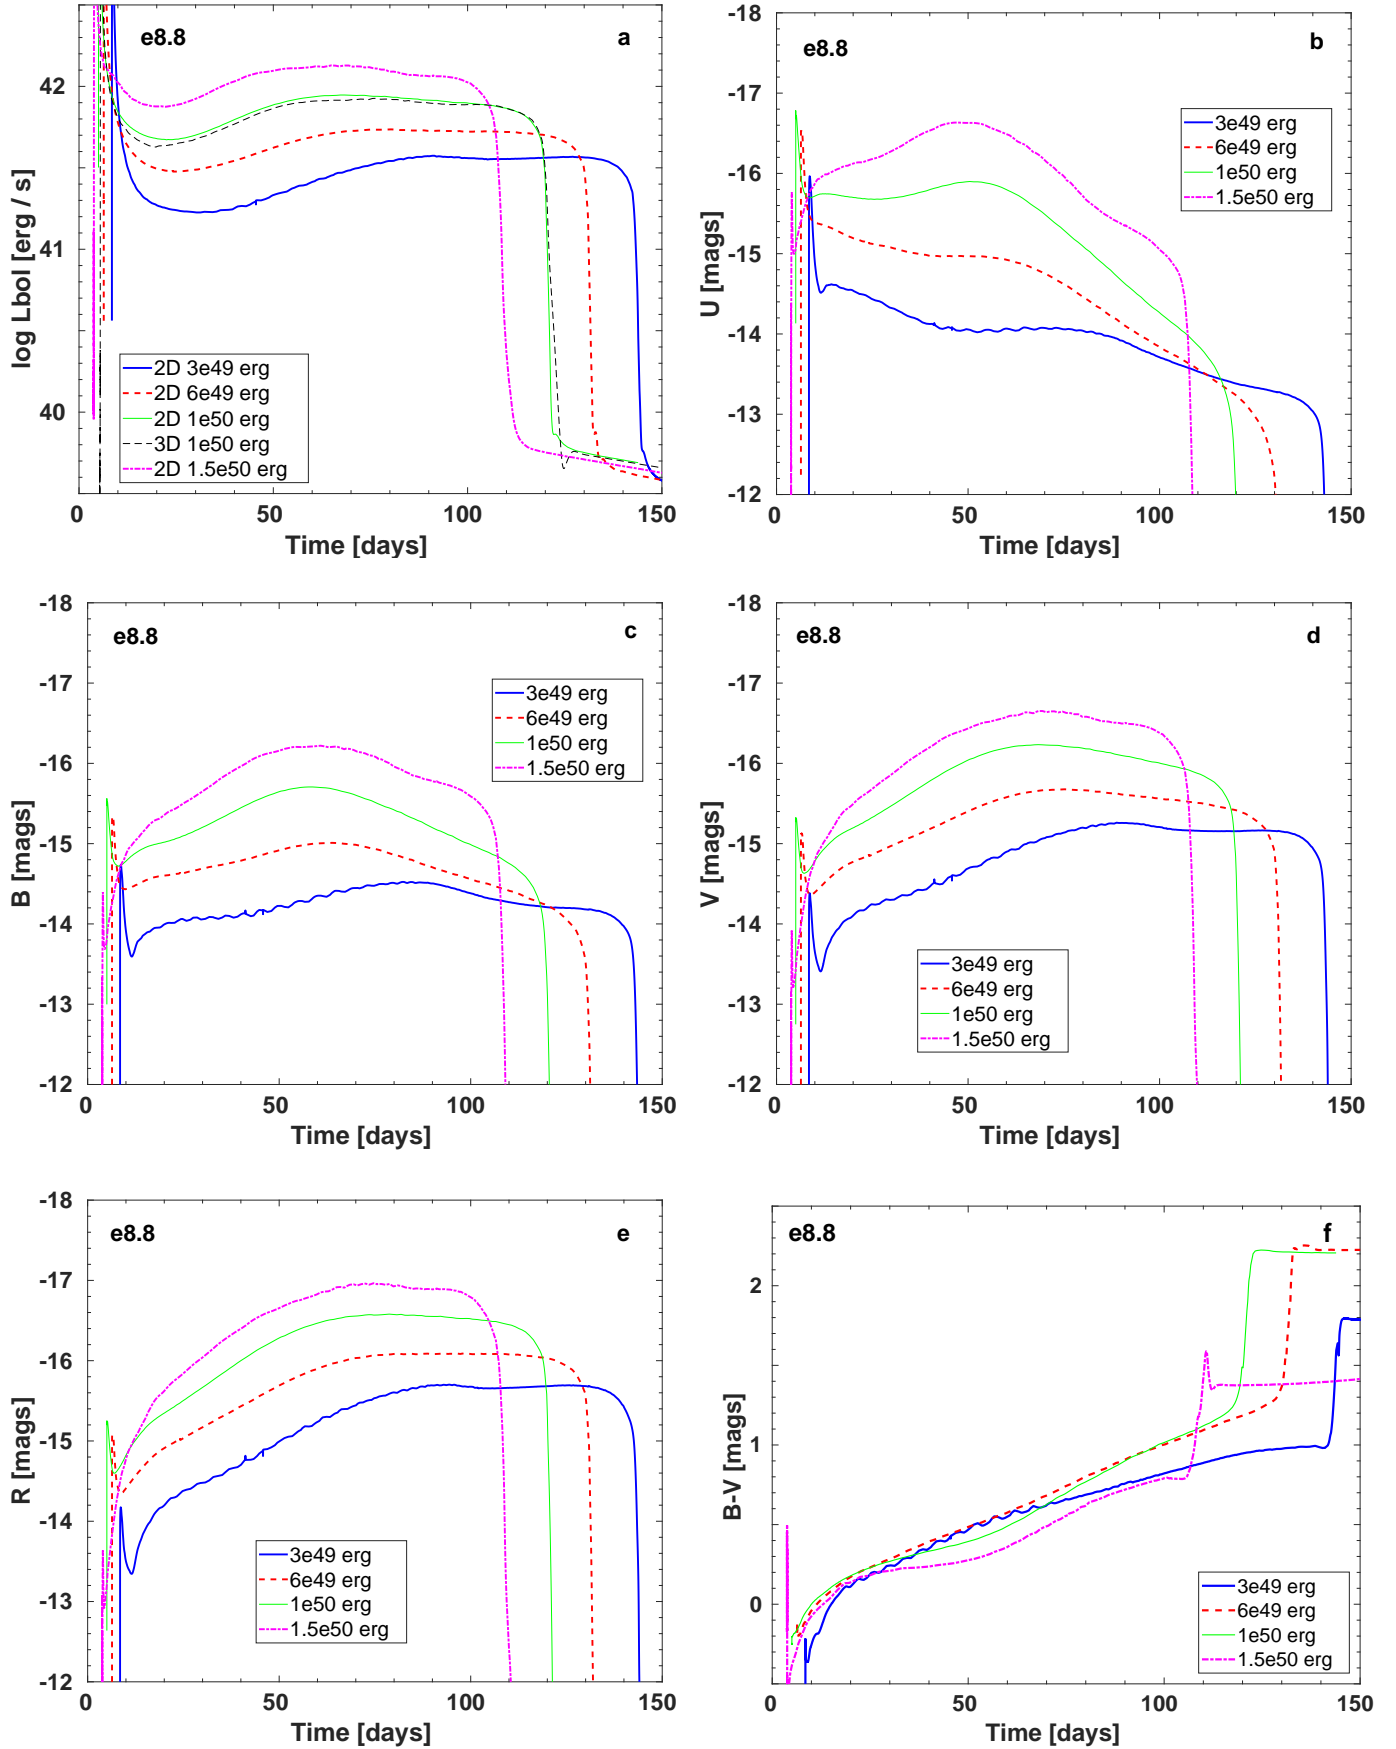 e8.8
a
42
41
40
log Lbol [erg / s]
2D 3e49 erg
2D 6e49 erg
2D 1e50 erg
3D 1e50 erg
2D 1.5e50 erg
0
50
100
150
Time [days]
-18
-17
-16
-15
-14
-13
-12
U [mags]
e8.8
b
3e49 erg
6e49 erg
1e50 erg
1.5e50 erg
0
50
100
150
Time [days]
-18
-17
-16
-15
-14
-13
-12
B [mags]
e8.8
c
3e49 erg
6e49 erg
1e50 erg
1.5e50 erg
0
50
100
150
Time [days]
-18
-17
-16
-15
-14
-13
-12
V [mags]
e8.8
d
3e49 erg
6e49 erg
1e50 erg
1.5e50 erg
0
50
100
150
Time [days]
-18
-17
-16
-15
-14
-13
-12
R [mags]
e8.8
e
3e49 erg
6e49 erg
1e50 erg
1.5e50 erg
0
50
100
150
Time [days]
2
1
0
B-V [mags]
e8.8
f
3e49 erg
6e49 erg
1e50 erg
1.5e50 erg
0
50
100
150
Time [days]